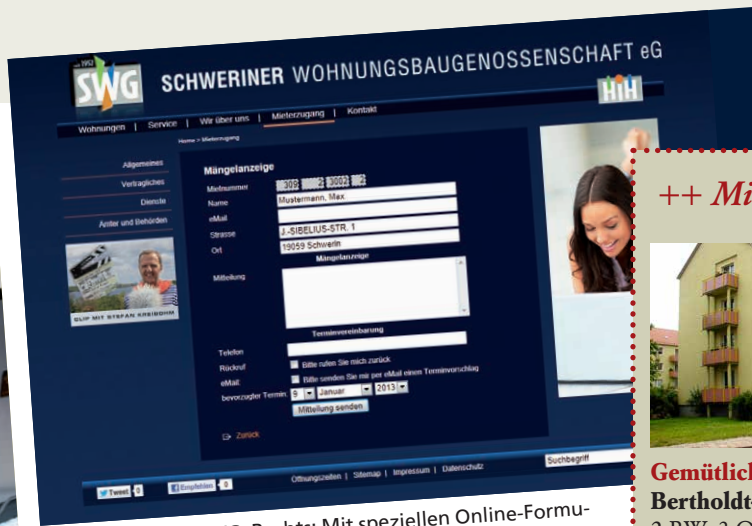 seit 1952
SWG
SCHWERINER WOHNUNGSBAUGENOSSENSCHAFT eG
HiH
Wohnungen | Service | Wir über uns | Mieterzugang | Kontakt
Home > Mieterzugang
Allgemeines
Vertragliches
Dienste
Ämter und Behörden
CLIP MIT STEFAN KREIBOHM
Mängelanzeige
Mietnummer 309 2 3002 2
Name Mustermann, Max
eMail
Strasse J.-SIBELIUS-STR. 1
Ort 19059 Schwerin
Mängelanzeige
Mitteilung
Terminvereinbarung
Telefon
Rückruf Bitte rufen Sie mich zurück
eMail: Bitte senden Sie mir per eMail einen Terminvorschlag
bevorzugter Termin: 9 Januar 2013
Mitteilung senden
Zurück
Tweet 0
Empfehlen 0
Öffnungszeiten | Sitemap | Impressum | Datenschutz
Suchbegriff
Mit speziellen Online-Formu-
++
Gemütlich
Bertholdt-